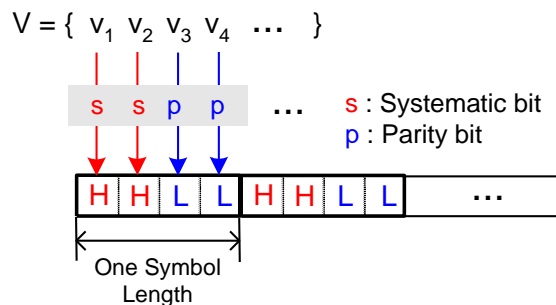 V = { v1 v2 v3 v4 ... }
s s p p ... s : Systematic bit
p : Parity bit
H H L L H H L L ...
One Symbol
Length